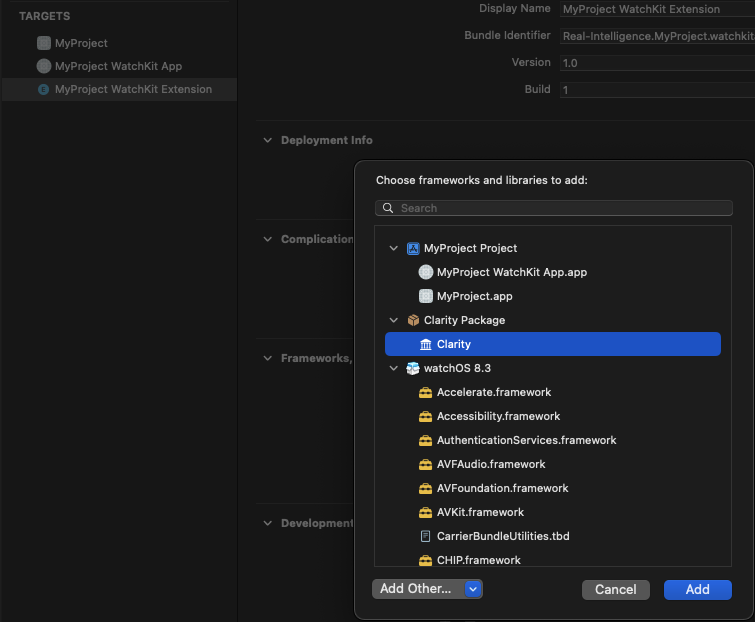 TARGETS
MyProject
MyProject WatchKit App
MyProject WatchKit Extension
Display Name MyProject WatchKit Extension
Bundle Identifier Real-Intelligence.MyProject.watchkit
Version 1.0
Build 1
Deployment Info
Complication
Frameworks,
Development
Choose frameworks and libraries to add:
Search
MyProject Project
MyProject WatchKit App.app
MyProject.app
Clarity Package
Clarity
watchOS 8.3
Accelerate.framework
Accessibility.framework
AuthenticationServices.framework
AVFAudio.framework
AVFoundation.framework
AVKit.framework
CarrierBundleUtilities.tbd
CHIP.framework
Add Other...
Cancel
Add